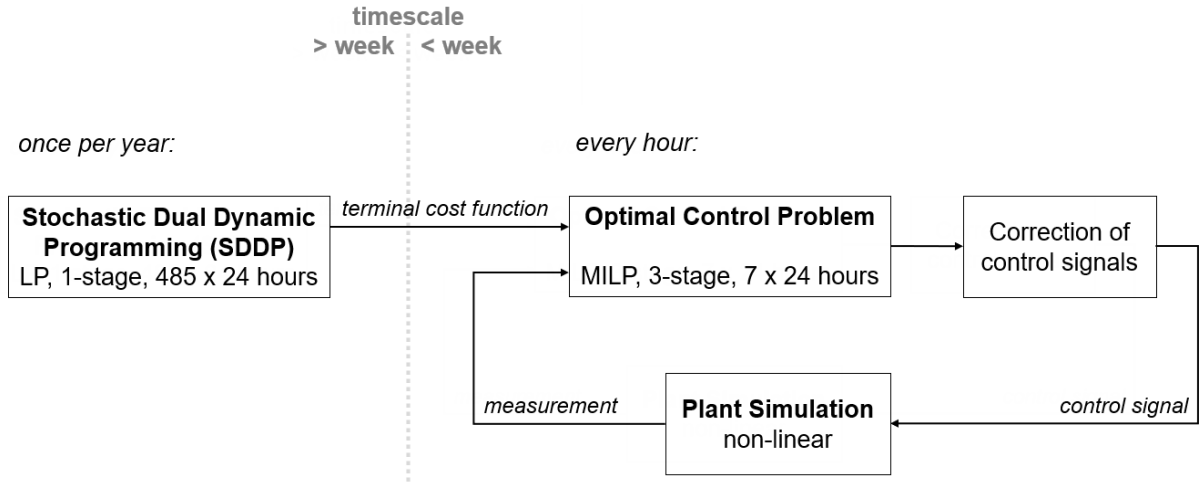 timescale
> week < week
once per year:
every hour:
Stochastic Dual Dynamic
Programming (SDDP)
LP, 1-stage, 485 x 24 hours
terminal cost function
Optimal Control Problem
MILP, 3-stage, 7 x 24 hours
Correction of
control signals
measurement
Plant Simulation
non-linear
control signal